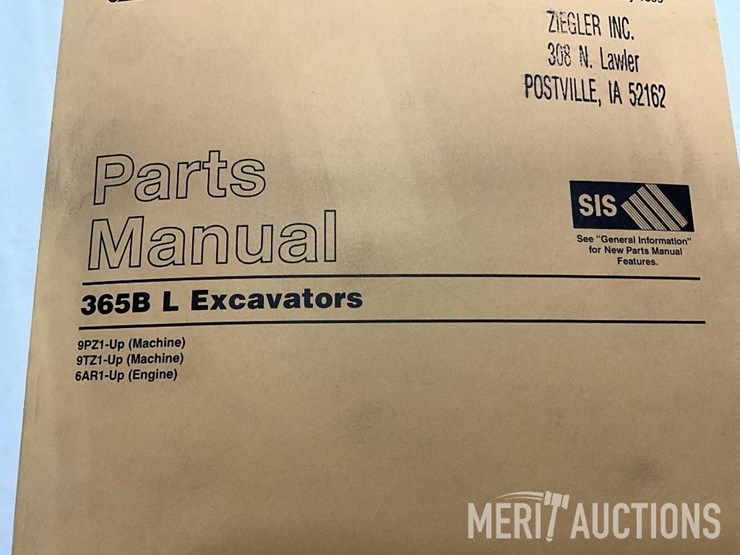 ZIEGLER INC.
308 N. Lawler
POSTVILLE, IA 52162
Parts
Manual
SIS
See "General Information"
for New Parts Manual
Features.
365B L Excavators
9PZ1-Up (Machine)
9TZ1-Up (Machine)
6AR1-Up (Engine)
MERIT AUCTIONS